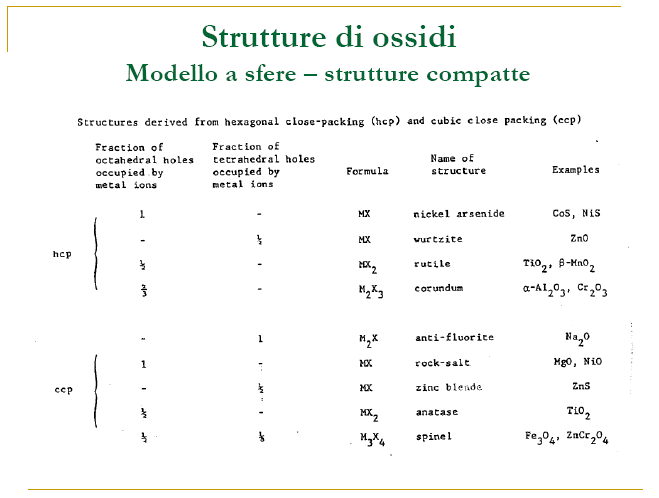 Strutture di ossidi
Modello a sfere – strutture compatte
Structures derived from hexagonal close-packing (hcp) and cubic close packing (ccp)
Fraction of octahedral holes occupied by metal ions Fraction of tetrahedral holes occupied by metal ions Formula Name of structure Examples
hcp
1 - MX nickel arsenide CoS, NiS
- ½ MX wurtzite ZnO
½ - MX₂ rutile TiO₂, β-MnO₂
⅔ - M₂X₃ corundum α-Al₂O₃, Cr₂O₃
ccp
- 1 M₂X anti-fluorite Na₂O
1 - MX rock-salt MgO, NiO
- ½ MX zinc blende ZnS
½ - MX₂ anatase TiO₂
½ ⅛ M₃X₄ spinel Fe₃O₄, ZnCr₂O₄